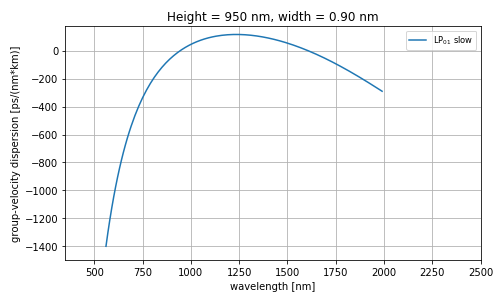 Height = 950 nm, width = 0.90 nm
LP₀₁ slow
group-velocity dispersion [ps/(nm*km)]
0
−200
−400
−600
−800
−1000
−1200
−1400
500 750 1000 1250 1500 1750 2000 2250 2500
wavelength [nm]